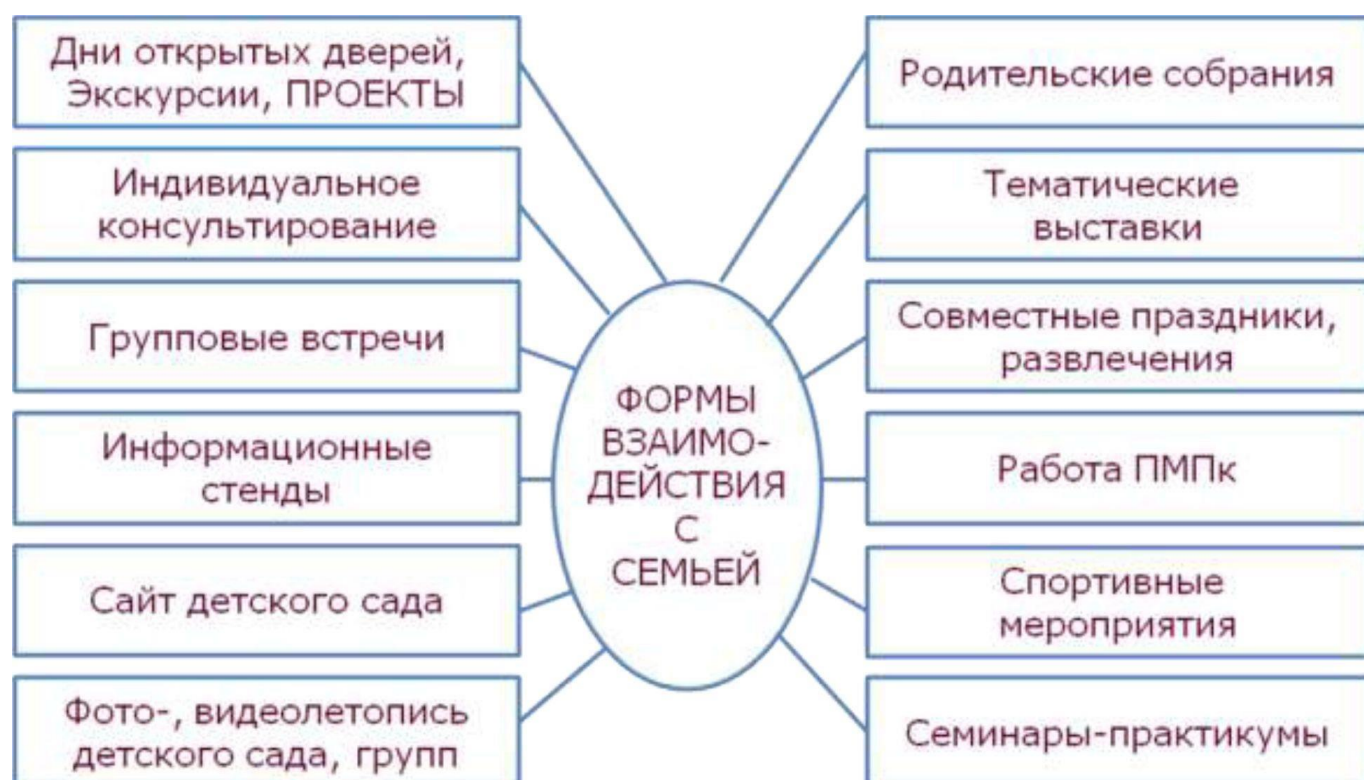 Дни открытых дверей,
Экскурсии, ПРОЕКТЫ
Индивидуальное
консультирование
Групповые встречи
Информационные
стенды
Сайт детского сада
Фото-, видеолетопись
детского сада, групп
ФОРМЫ
ВЗАИМО-
ДЕЙСТВИЯ
С
СЕМЬЕЙ
Родительские собрания
Тематические
выставки
Совместные праздники,
развлечения
Работа ПМПк
Спортивные
мероприятия
Семинары-практикумы